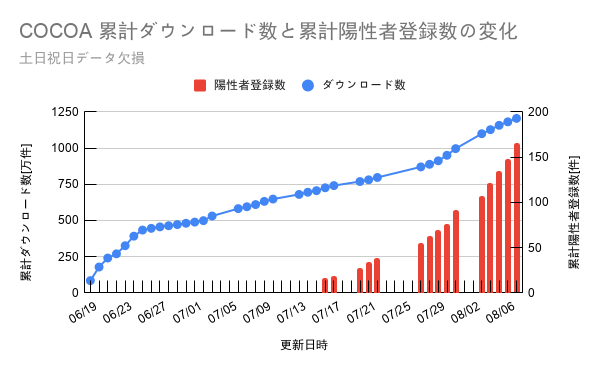 COCOA 累計ダウンロード数と累計陽性者登録数の変化
土日祝日データ欠損
陽性者登録数 ダウンロード数
累計ダウンロード数[万件]
1250
1000
750
500
250
0
200
150
100
50
0
累計陽性者登録数[件]
06/19 06/23 06/27 07/01 07/05 07/09 07/13 07/17 07/21 07/25 07/29 08/02 08/06
更新日時